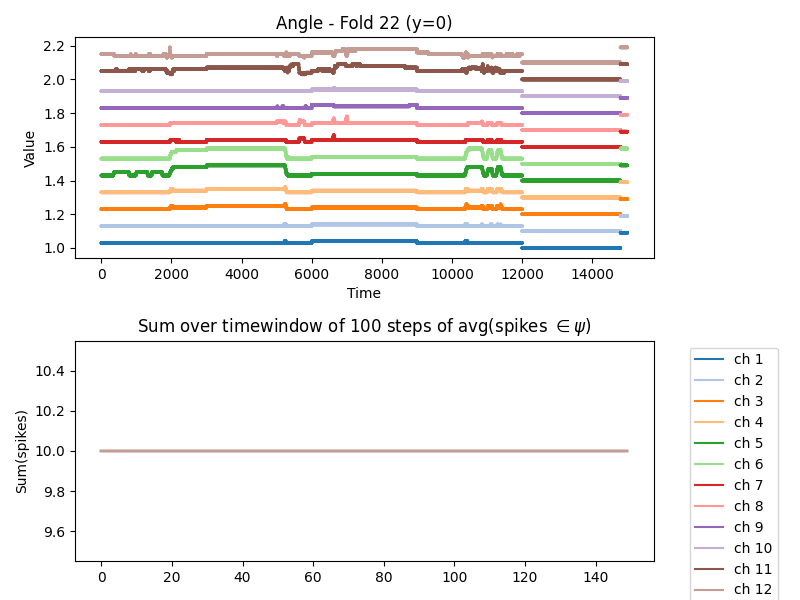 Angle - Fold 22 (y=0)
2.2
2.0
1.8
1.6
1.4
1.2
1.0
Value
0 2000 4000 6000 8000 10000 12000 14000
Time
Sum over timewindow of 100 steps of avg(spikes ∈ ψ)
10.4
10.2
10.0
9.8
9.6
Sum(spikes)
0 20 40 60 80 100 120 140
ch 1
ch 2
ch 3
ch 4
ch 5
ch 6
ch 7
ch 8
ch 9
ch 10
ch 11
ch 12